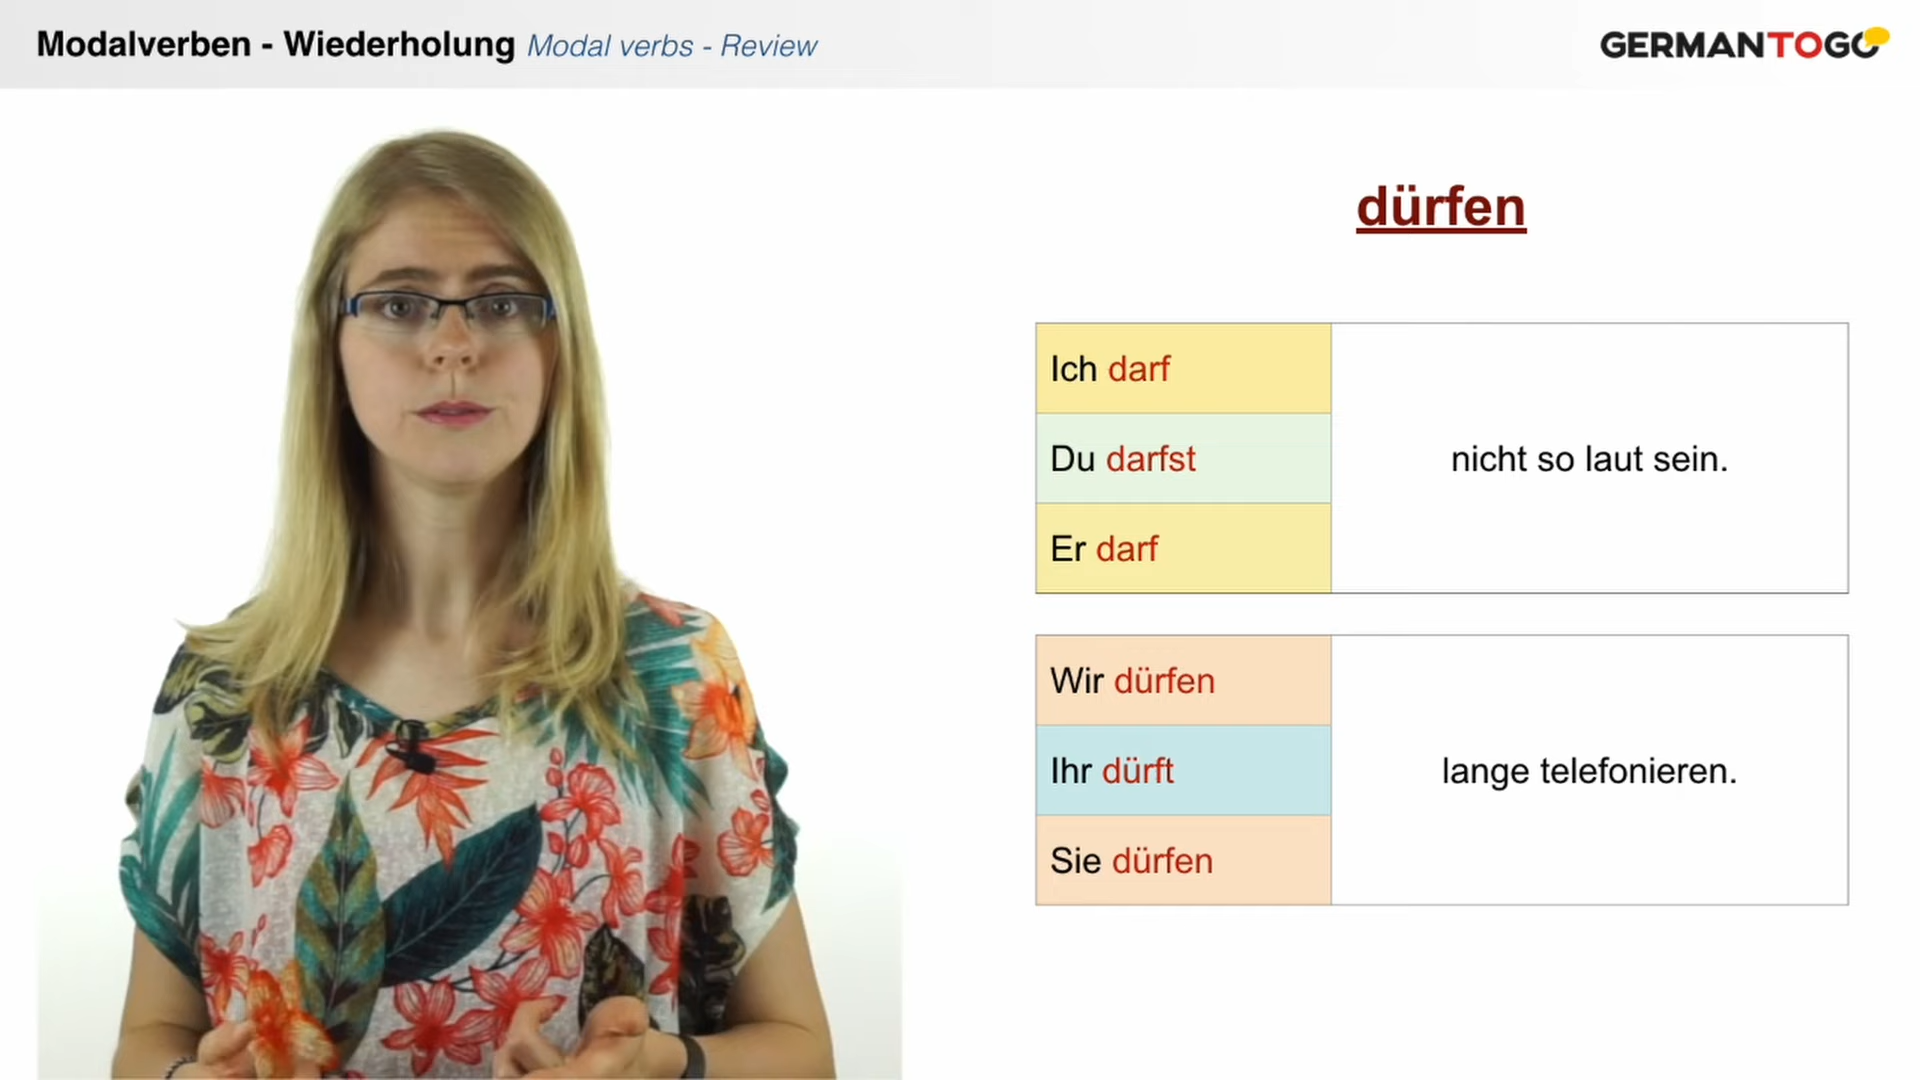 Modalverben - Wiederholung Modal verbs - Review
GERMANTOGO
dürfen
Ich darf
Du darfst
Er darf
nicht so laut sein.
Wir dürfen
Ihr dürft
Sie dürfen
lange telefonieren.